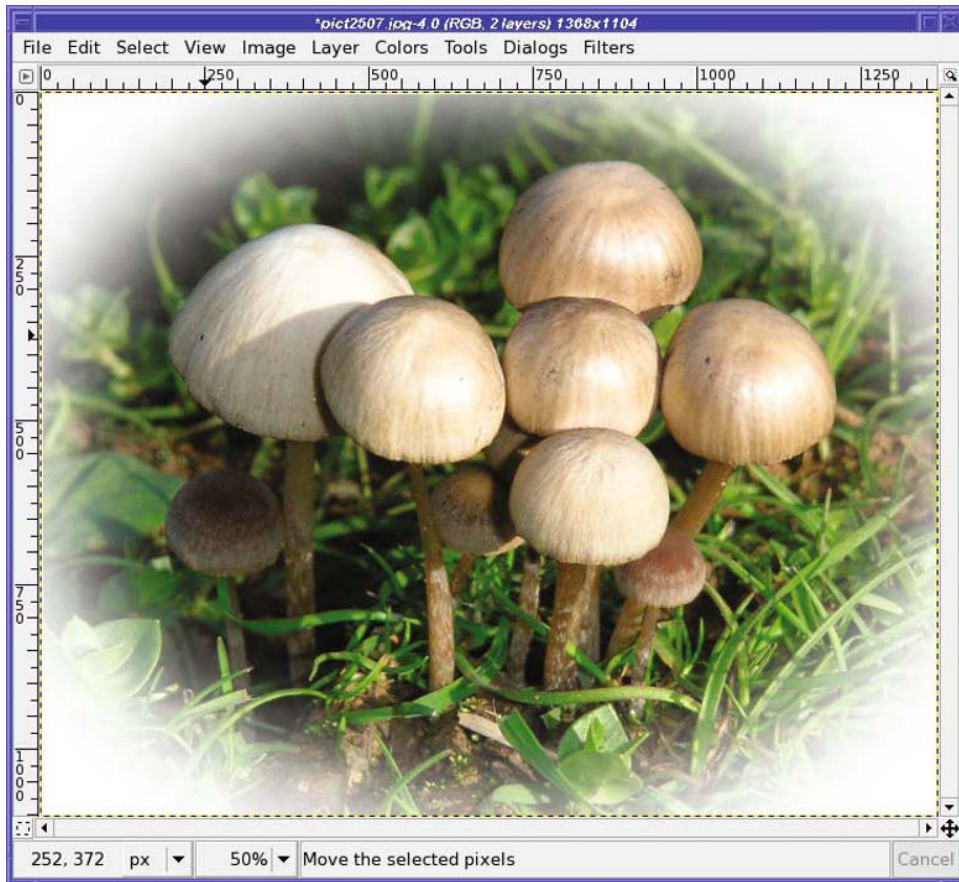 *pict2507.jpg-4.0 (RGB, 2 layers) 1368x1104
File Edit Select View Image Layer Colors Tools Dialogs Filters
0 250 500 750 1000 1250
0
250
500
750
1000
252, 372 px 50% Move the selected pixels Cancel